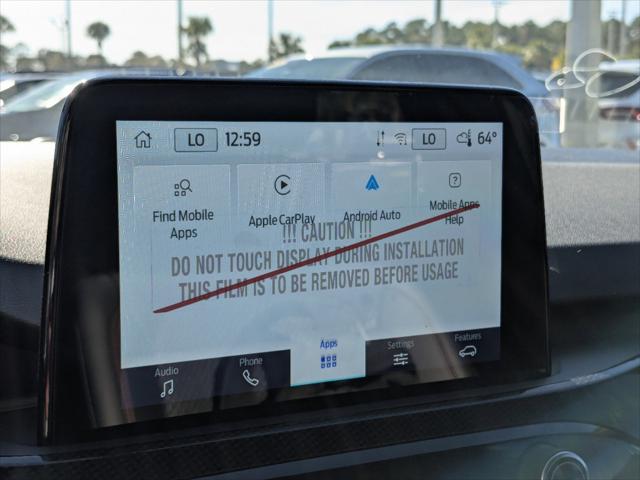 LO 12:59 LO 64°
Find Mobile Apps
Apple CarPlay
Android Auto
Mobile Apps Help
!!! CAUTION !!!
DO NOT TOUCH DISPLAY DURING INSTALLATION
THIS FILM IS TO BE REMOVED BEFORE USAGE
Audio Phone Apps Settings Features